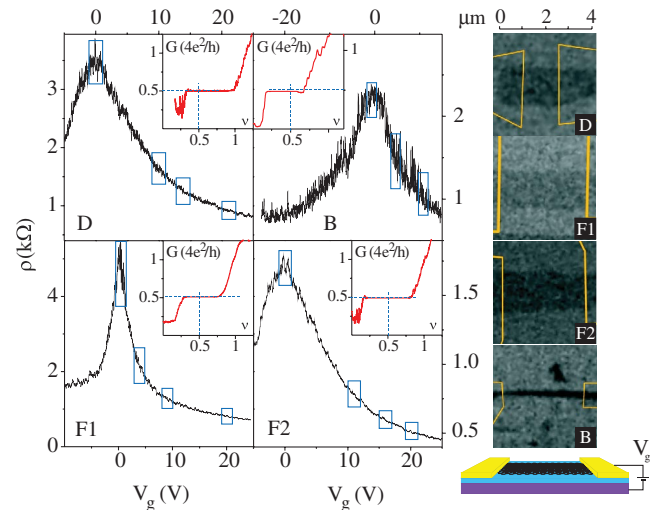 0 10 20 -20 0 μm 0 2 4
G (4e²/h) G (4e²/h)
1
0.5 0.5
ν ν
0.5 1 0.5
3
2
1
D
2
1
B
D
ρ (kΩ)
G (4e²/h) G (4e²/h)
1 1
0.5 0.5
ν ν
0.5 1 0.5 1
4
2
0
F1
1.5
1.0
0.5
F2
F1
F2
B
0 10 20 0 10 20
V_g (V) V_g (V)
V_g